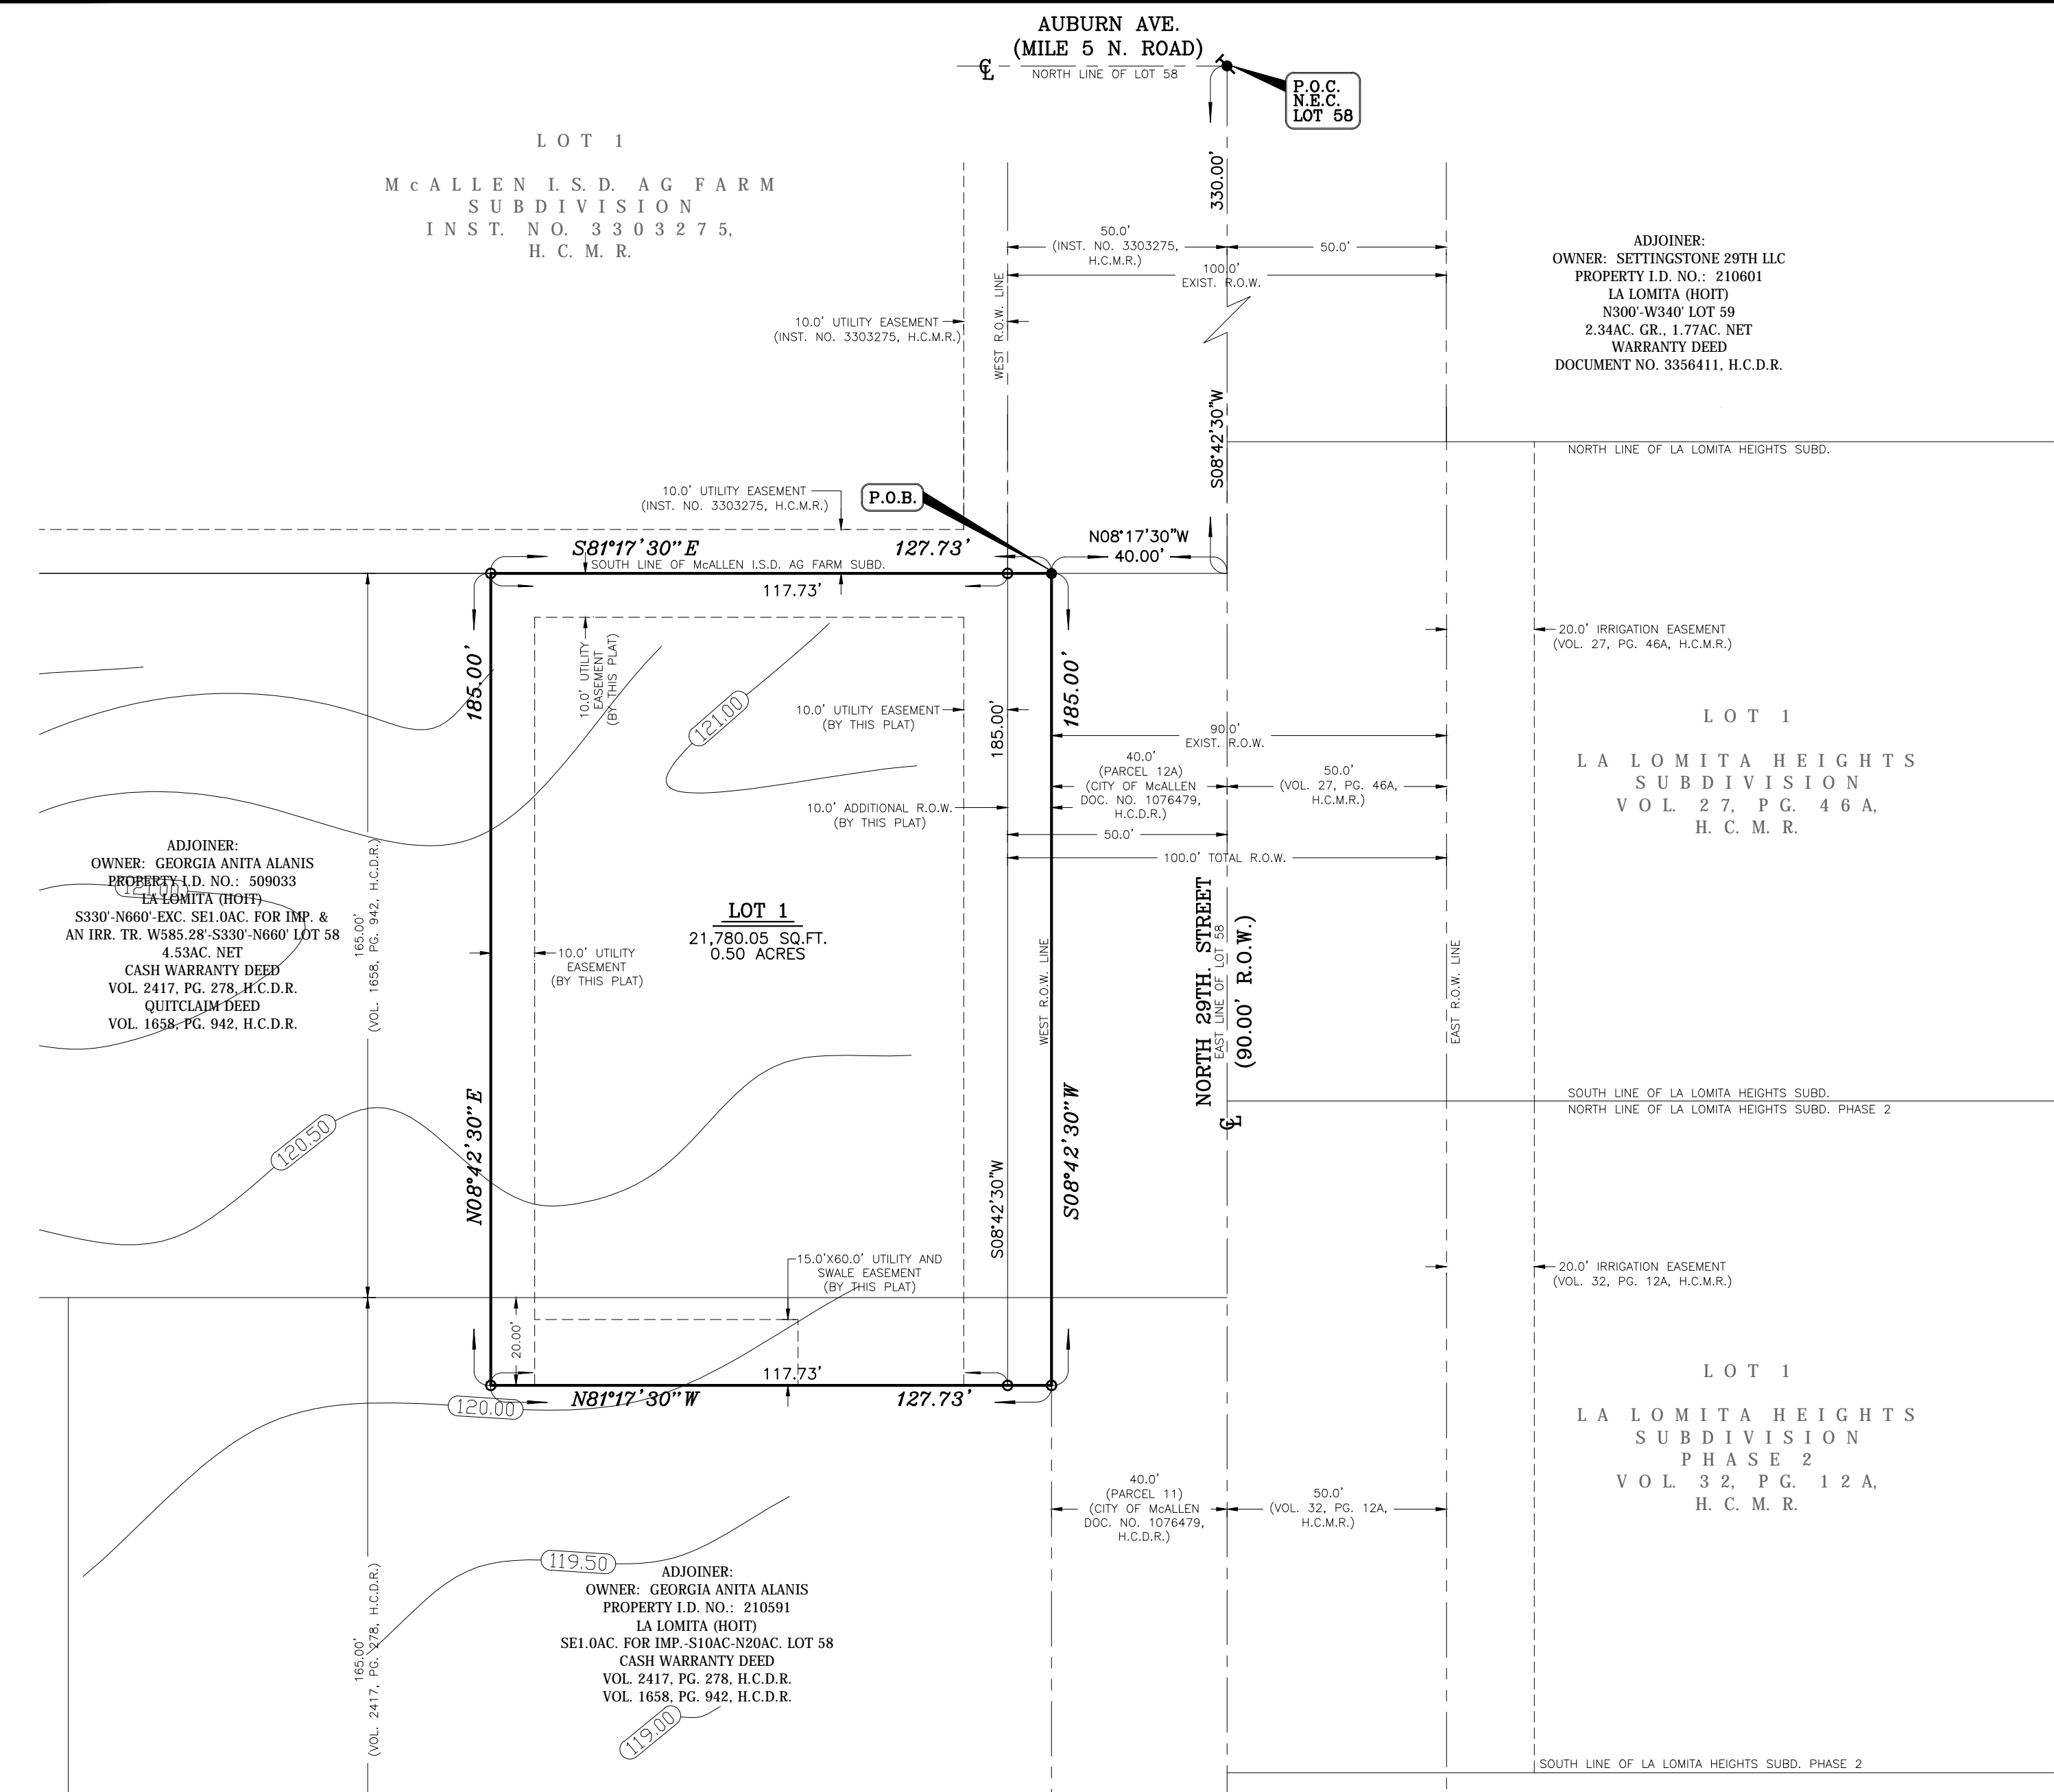 AUBURN AVE.
(MILE 5 N. ROAD)
NORTH LINE OF LOT 58
P.O.C.
N.E.C.
LOT 58
LOT 1
McALLEN I.S.D. AG FARM
SUBDIVISION
INST. NO. 3303275,
H.C.M.R.
330.00'
S08°42'30"W
50.0'
(INST. NO. 3303275,
H.C.M.R.)
50.0'
100.0'
EXIST. R.O.W.
WEST R.O.W. LINE
10.0' UTILITY EASEMENT
(INST. NO. 3303275, H.C.M.R.)
ADJOINER:
OWNER: SETTINGSTONE 29TH LLC
PROPERTY I.D. NO.: 210601
LA LOMITA (HOIT)
N300'-W340' LOT 59
2.34AC. GR., 1.77AC. NET
WARRANTY DEED
DOCUMENT NO. 3356411, H.C.D.R.
NORTH LINE OF LA LOMITA HEIGHTS SUBD.
10.0' UTILITY EASEMENT
(INST. NO. 3303275, H.C.M.R.)
P.O.B.
N08°17'30"W
40.00'
S81°17'30"E
127.73'
SOUTH LINE OF McALLEN I.S.D. AG FARM SUBD.
117.73'
185.00'
10.0' UTILITY
EASEMENT
(BY THIS PLAT)
121.00
10.0' UTILITY EASEMENT
(BY THIS PLAT)
185.00'
185.00'
20.0' IRRIGATION EASEMENT
(VOL. 27, PG. 46A, H.C.M.R.)
90.0'
EXIST. R.O.W.
40.0'
(PARCEL 12A)
(CITY OF McALLEN
DOC. NO. 1076479,
H.C.D.R.)
50.0'
(VOL. 27, PG. 46A,
H.C.M.R.)
10.0' ADDITIONAL R.O.W.
(BY THIS PLAT)
50.0'
100.0' TOTAL R.O.W.
LOT 1
LA LOMITA HEIGHTS
SUBDIVISION
VOL. 27, PG. 46A,
H.C.M.R.
ADJOINER:
OWNER: GEORGIA ANITA ALANIS
PROPERTY I.D. NO.: 509033
121.00
LA LOMITA (HOIT)
S330'-N660'-EXC. SE1.0AC. FOR IMP. &
AN IRR. TR. W585.28'-S330'-N660' LOT 58
4.53AC. NET
CASH WARRANTY DEED
VOL. 2417, PG. 278, H.C.D.R.
QUITCLAIM DEED
VOL. 1658, PG. 942, H.C.D.R.
165.00'
(VOL. 1658, PG. 942, H.C.D.R.)
LOT 1
21,780.05 SQ.FT.
0.50 ACRES
10.0' UTILITY
EASEMENT
(BY THIS PLAT)
WEST R.O.W. LINE
NORTH 29TH. STREET
EAST LINE OF LOT 58
(90.00' R.O.W.)
EAST R.O.W. LINE
SOUTH LINE OF LA LOMITA HEIGHTS SUBD.
NORTH LINE OF LA LOMITA HEIGHTS SUBD. PHASE 2
120.50
N08°42'30"E
S08°42'30"W
S08°42'30"W
15.0'X60.0' UTILITY AND
SWALE EASEMENT
(BY THIS PLAT)
20.0' IRRIGATION EASEMENT
(VOL. 32, PG. 12A, H.C.M.R.)
20.00'
117.73'
N81°17'30"W
127.73'
120.00
LOT 1
LA LOMITA HEIGHTS
SUBDIVISION
PHASE 2
VOL. 32, PG. 12A,
H.C.M.R.
40.0'
(PARCEL 11)
(CITY OF McALLEN
DOC. NO. 1076479,
H.C.D.R.)
50.0'
(VOL. 32, PG. 12A,
H.C.M.R.)
119.50
165.00'
(VOL. 2417, PG. 278, H.C.D.R.)
ADJOINER:
OWNER: GEORGIA ANITA ALANIS
PROPERTY I.D. NO.: 210591
LA LOMITA (HOIT)
SE1.0AC. FOR IMP.-S10AC-N20AC. LOT 58
CASH WARRANTY DEED
VOL. 2417, PG. 278, H.C.D.R.
VOL. 1658, PG. 942, H.C.D.R.
119.00
SOUTH LINE OF LA LOMITA HEIGHTS SUBD. PHASE 2